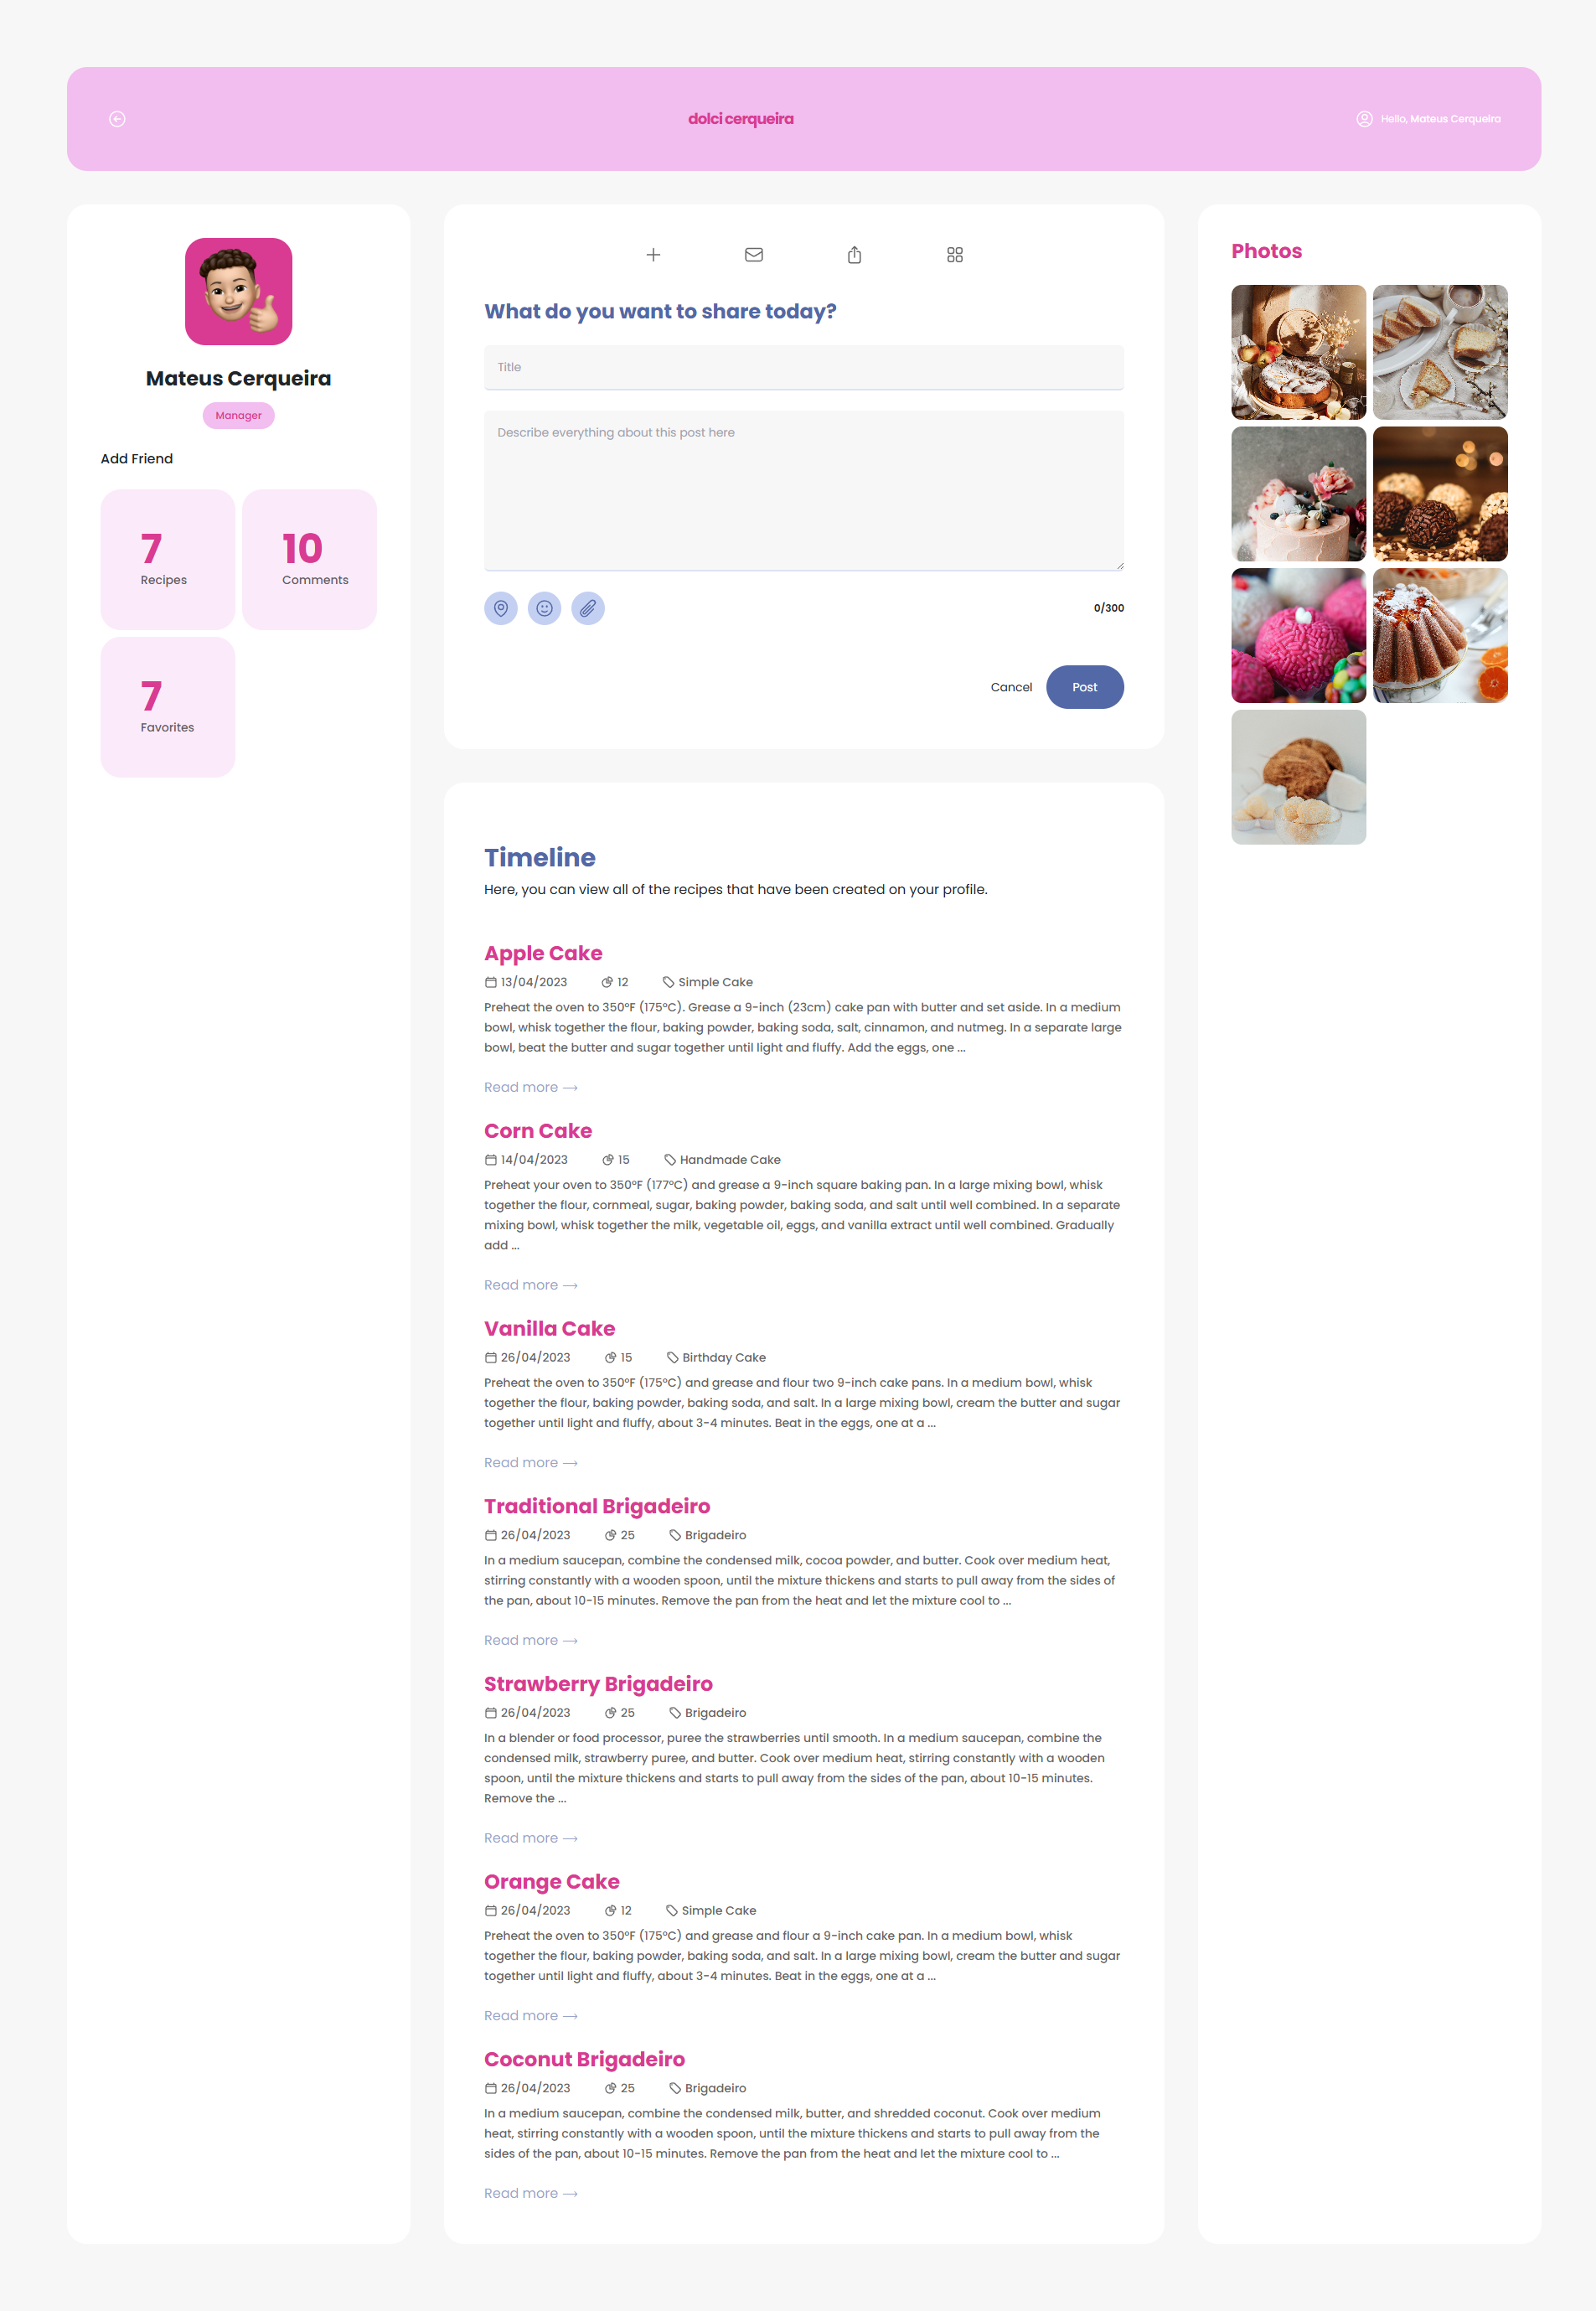 dolci cerqueira
Hello, Mateus Cerqueira
Mateus Cerqueira
Manager
Add Friend
7
Recipes
10
Comments
7
Favorites
What do you want to share today?
Title
Describe everything about this post here
0/300
Cancel
Post
Timeline
Here, you can view all of the recipes that have been created on your profile.
Apple Cake
13/04/2023 12 Simple Cake
Preheat the oven to 350°F (175°C). Grease a 9-inch (23cm) cake pan with butter and set aside. In a medium
bowl, whisk together the flour, baking powder, baking soda, salt, cinnamon, and nutmeg. In a separate large
bowl, beat the butter and sugar together until light and fluffy. Add the eggs, one ...
Read more ⟶
Corn Cake
14/04/2023 15 Handmade Cake
Preheat your oven to 350°F (177°C) and grease a 9-inch square baking pan. In a large mixing bowl, whisk
together the flour, cornmeal, sugar, baking powder, baking soda, and salt until well combined. In a separate
mixing bowl, whisk together the milk, vegetable oil, eggs, and vanilla extract until well combined. Gradually
add ...
Read more ⟶
Vanilla Cake
26/04/2023 15 Birthday Cake
Preheat the oven to 350°F (175°C) and grease and flour two 9-inch cake pans. In a medium bowl, whisk
together the flour, baking powder, baking soda, and salt. In a large mixing bowl, cream the butter and sugar
together until light and fluffy, about 3-4 minutes. Beat in the eggs, one at a ...
Read more ⟶
Traditional Brigadeiro
26/04/2023 25 Brigadeiro
In a medium saucepan, combine the condensed milk, cocoa powder, and butter. Cook over medium heat,
stirring constantly with a wooden spoon, until the mixture thickens and starts to pull away from the sides of
the pan, about 10-15 minutes. Remove the pan from the heat and let the mixture cool to ...
Read more ⟶
Strawberry Brigadeiro
26/04/2023 25 Brigadeiro
In a blender or food processor, puree the strawberries until smooth. In a medium saucepan, combine the
condensed milk, strawberry puree, and butter. Cook over medium heat, stirring constantly with a wooden
spoon, until the mixture thickens and starts to pull away from the sides of the pan, about 10-15 minutes.
Remove the ...
Read more ⟶
Orange Cake
26/04/2023 12 Simple Cake
Preheat the oven to 350°F (175°C) and grease and flour a 9-inch cake pan. In a medium bowl, whisk
together the flour, baking powder, baking soda, and salt. In a large mixing bowl, cream the butter and sugar
together until light and fluffy, about 3-4 minutes. Beat in the eggs, one at a ...
Read more ⟶
Coconut Brigadeiro
26/04/2023 25 Brigadeiro
In a medium saucepan, combine the condensed milk, butter, and shredded coconut. Cook over medium
heat, stirring constantly with a wooden spoon, until the mixture thickens and starts to pull away from the
sides of the pan, about 10-15 minutes. Remove the pan from the heat and let the mixture cool to ...
Read more ⟶
Photos